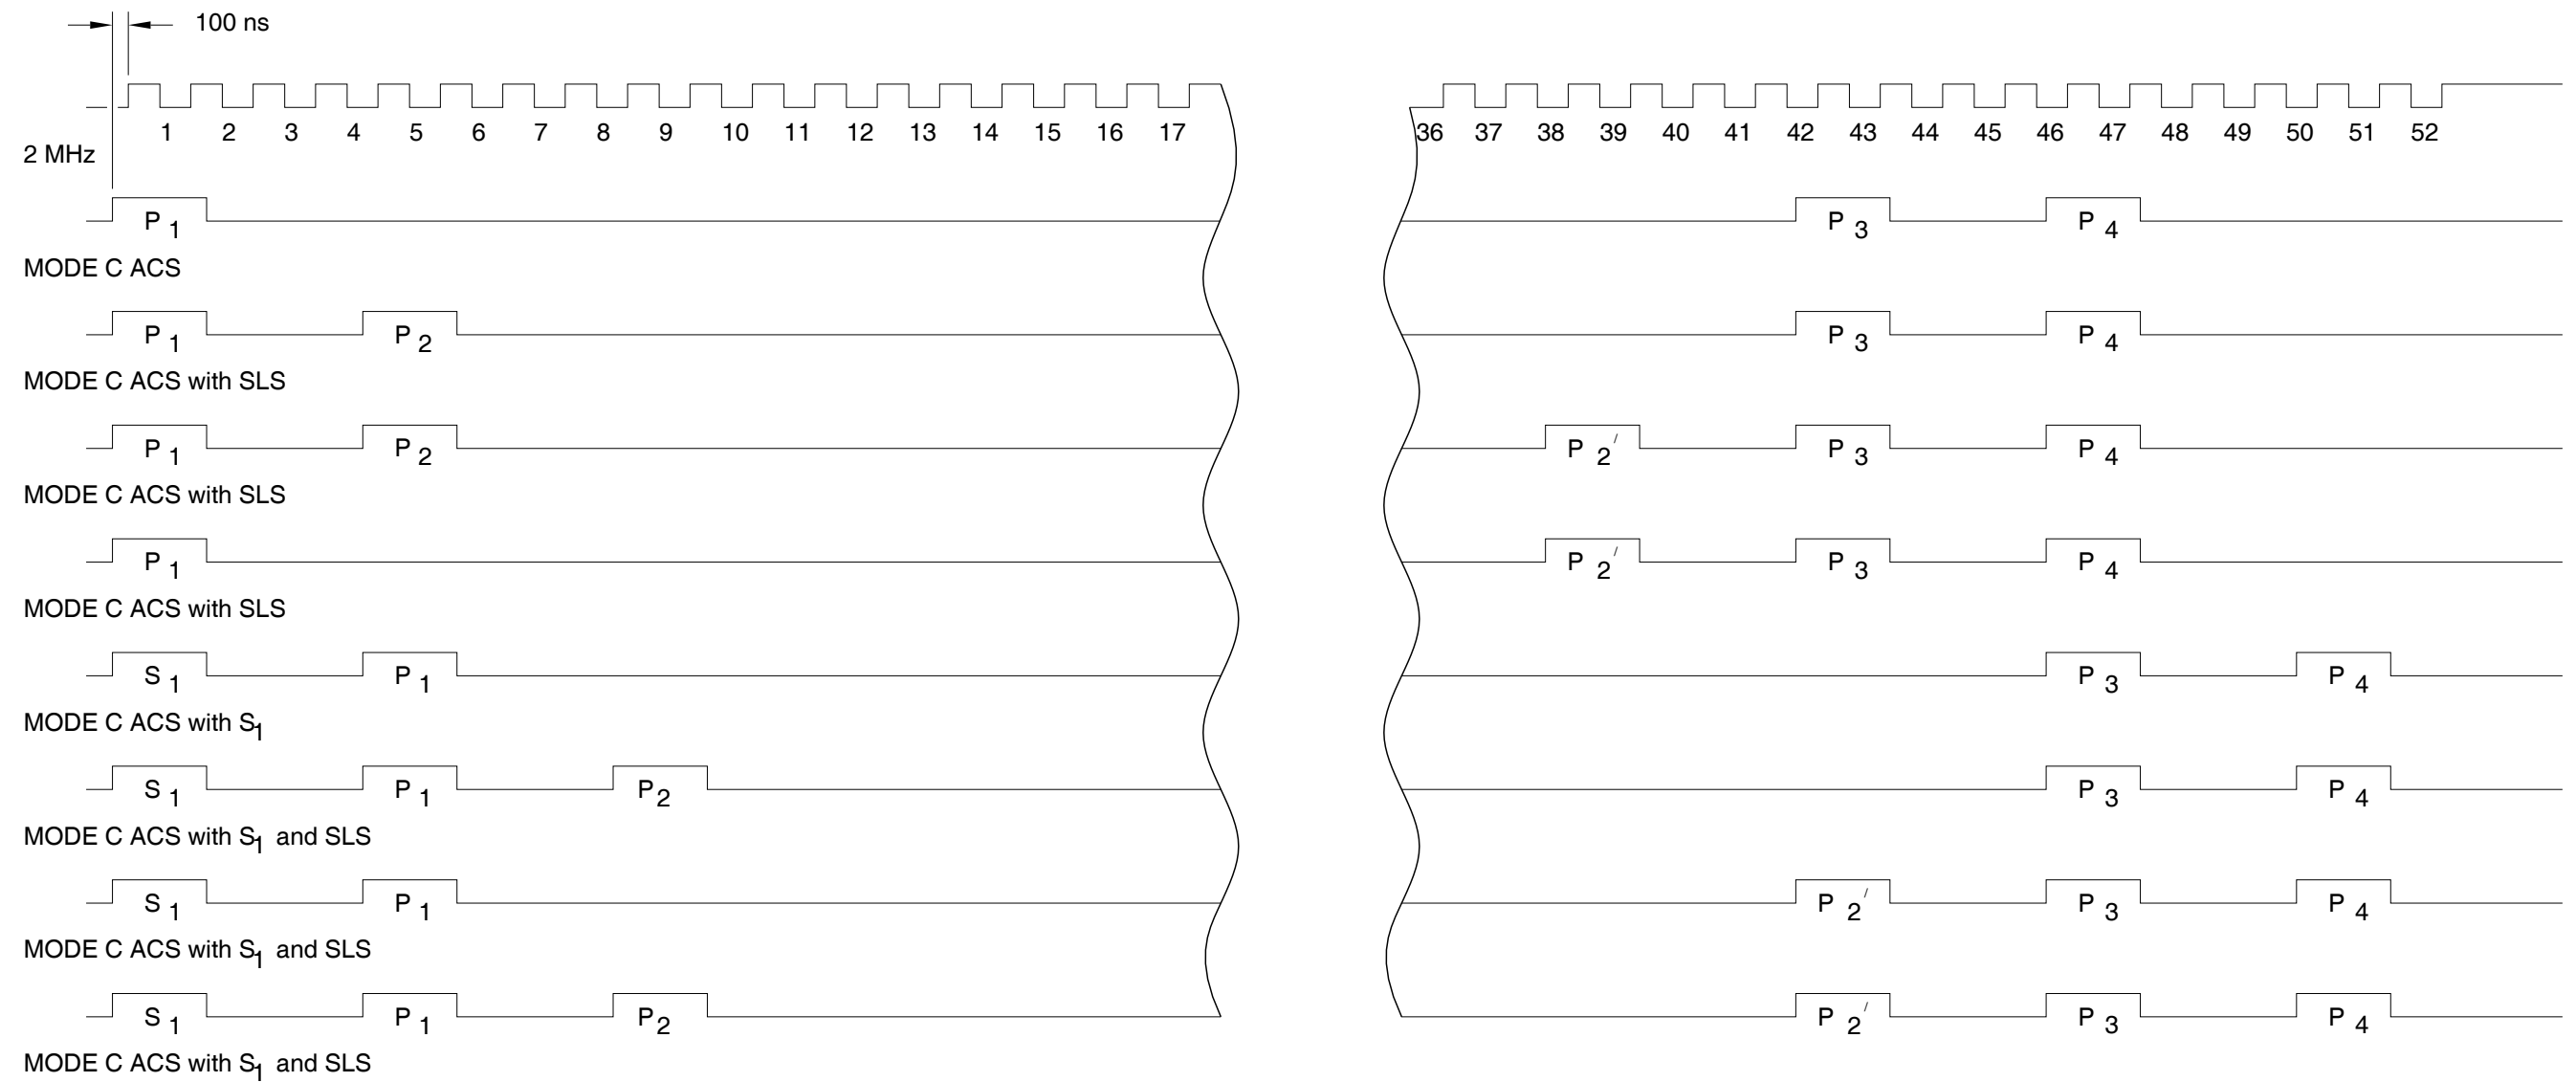 100 ns
1 2 3 4 5 6 7 8 9 10 11 12 13 14 15 16 17 36 37 38 39 40 41 42 43 44 45 46 47 48 49 50 51 52
2 MHz
P 1 P 3 P 4
MODE C ACS
P 1 P 2 P 3 P 4
MODE C ACS with SLS
P 1 P 2 P 2′ P 3 P 4
MODE C ACS with SLS
P 1 P 2′ P 3 P 4
MODE C ACS with SLS
S 1 P 1 P 3 P 4
MODE C ACS with S1
S 1 P 1 P2 P 3 P 4
MODE C ACS with S1 and SLS
S 1 P 1 P 2′ P 3 P 4
MODE C ACS with S1 and SLS
S 1 P 1 P2 P 2′ P 3 P 4
MODE C ACS with S1 and SLS